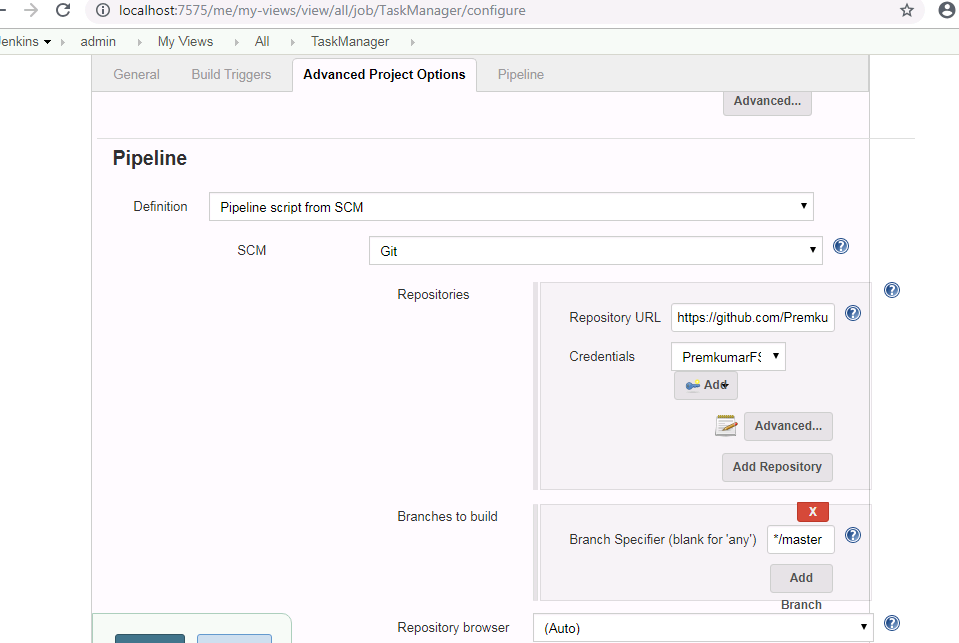 localhost:7575/me/my-views/view/all/job/TaskManager/configure
enkins admin My Views All TaskManager
General Build Triggers Advanced Project Options Pipeline
Advanced...
Pipeline
Definition Pipeline script from SCM
SCM Git
Repositories
Repository URL https://github.com/Premku
Credentials PremkumarFS
Add
Advanced...
Add Repository
Branches to build
X
Branch Specifier (blank for 'any') */master
Add
Branch
Repository browser (Auto)